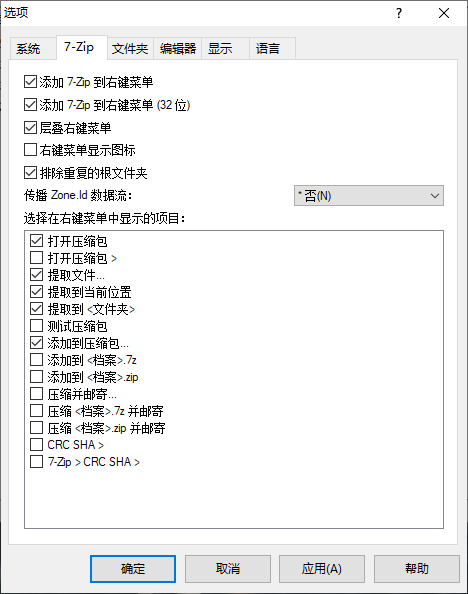 选项
系统 7-Zip 文件夹 编辑器 显示 语言
添加 7-Zip 到右键菜单
添加 7-Zip 到右键菜单 (32 位)
层叠右键菜单
右键菜单显示图标
排除重复的根文件夹
传播 Zone.Id 数据流： * 否(N)
选择在右键菜单中显示的项目：
打开压缩包
打开压缩包 >
提取文件...
提取到当前位置
提取到 <文件夹>
测试压缩包
添加到压缩包...
添加到 <档案>.7z
添加到 <档案>.zip
压缩并邮寄...
压缩 <档案>.7z 并邮寄
压缩 <档案>.zip 并邮寄
CRC SHA >
7-Zip > CRC SHA >
确定 取消 应用(A) 帮助